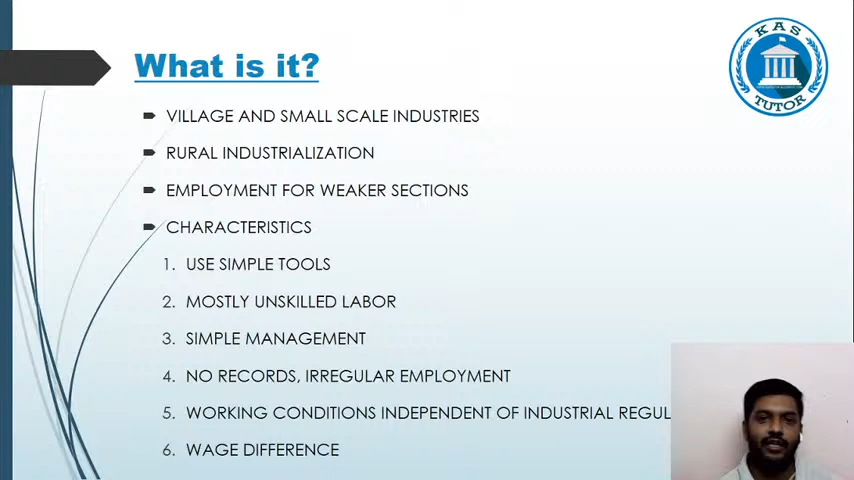 What is it?
KAS
TUTOR
VILLAGE AND SMALL SCALE INDUSTRIES
RURAL INDUSTRIALIZATION
EMPLOYMENT FOR WEAKER SECTIONS
CHARACTERISTICS
1. USE SIMPLE TOOLS
2. MOSTLY UNSKILLED LABOR
3. SIMPLE MANAGEMENT
4. NO RECORDS, IRREGULAR EMPLOYMENT
5. WORKING CONDITIONS INDEPENDENT OF INDUSTRIAL REGUL
6. WAGE DIFFERENCE